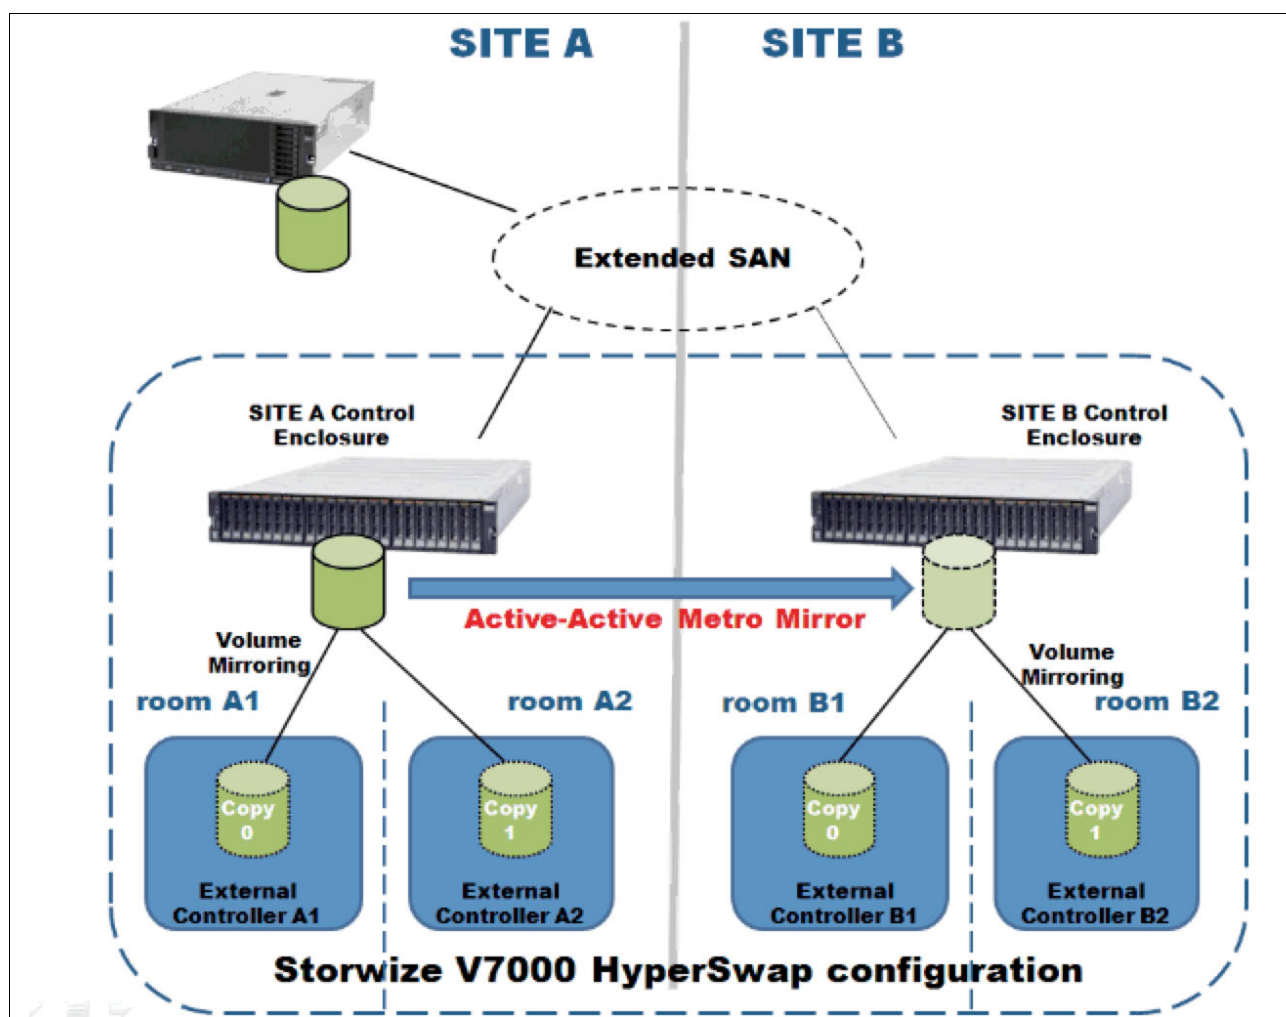 SITE A
SITE B
Extended SAN
SITE A Control
Enclosure
SITE B Control
Enclosure
Active-Active Metro Mirror
Volume
Mirroring
Volume
Mirroring
room A1
room A2
room B1
room B2
Copy
0
Copy
1
Copy
0
Copy
1
External
Controller A1
External
Controller A2
External
Controller B1
External
Controller B2
Storwize V7000 HyperSwap configuration